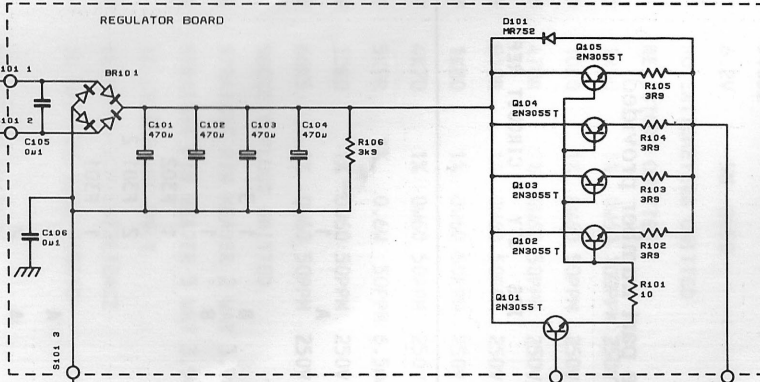 REGULATOR BOARD
D101
MR752
101 1
BR101
Q105
2N3055T
R105
3R9
C101
470µ
C102
470µ
C103
470µ
C104
470µ
Q104
2N3055T
101 2
C105
0µ1
R106
3k9
R104
3R9
Q103
2N3055T
R103
3R9
C106
0µ1
Q102
2N3055T
R102
3R9
R101
10
Q101
2N3055T
S101 3